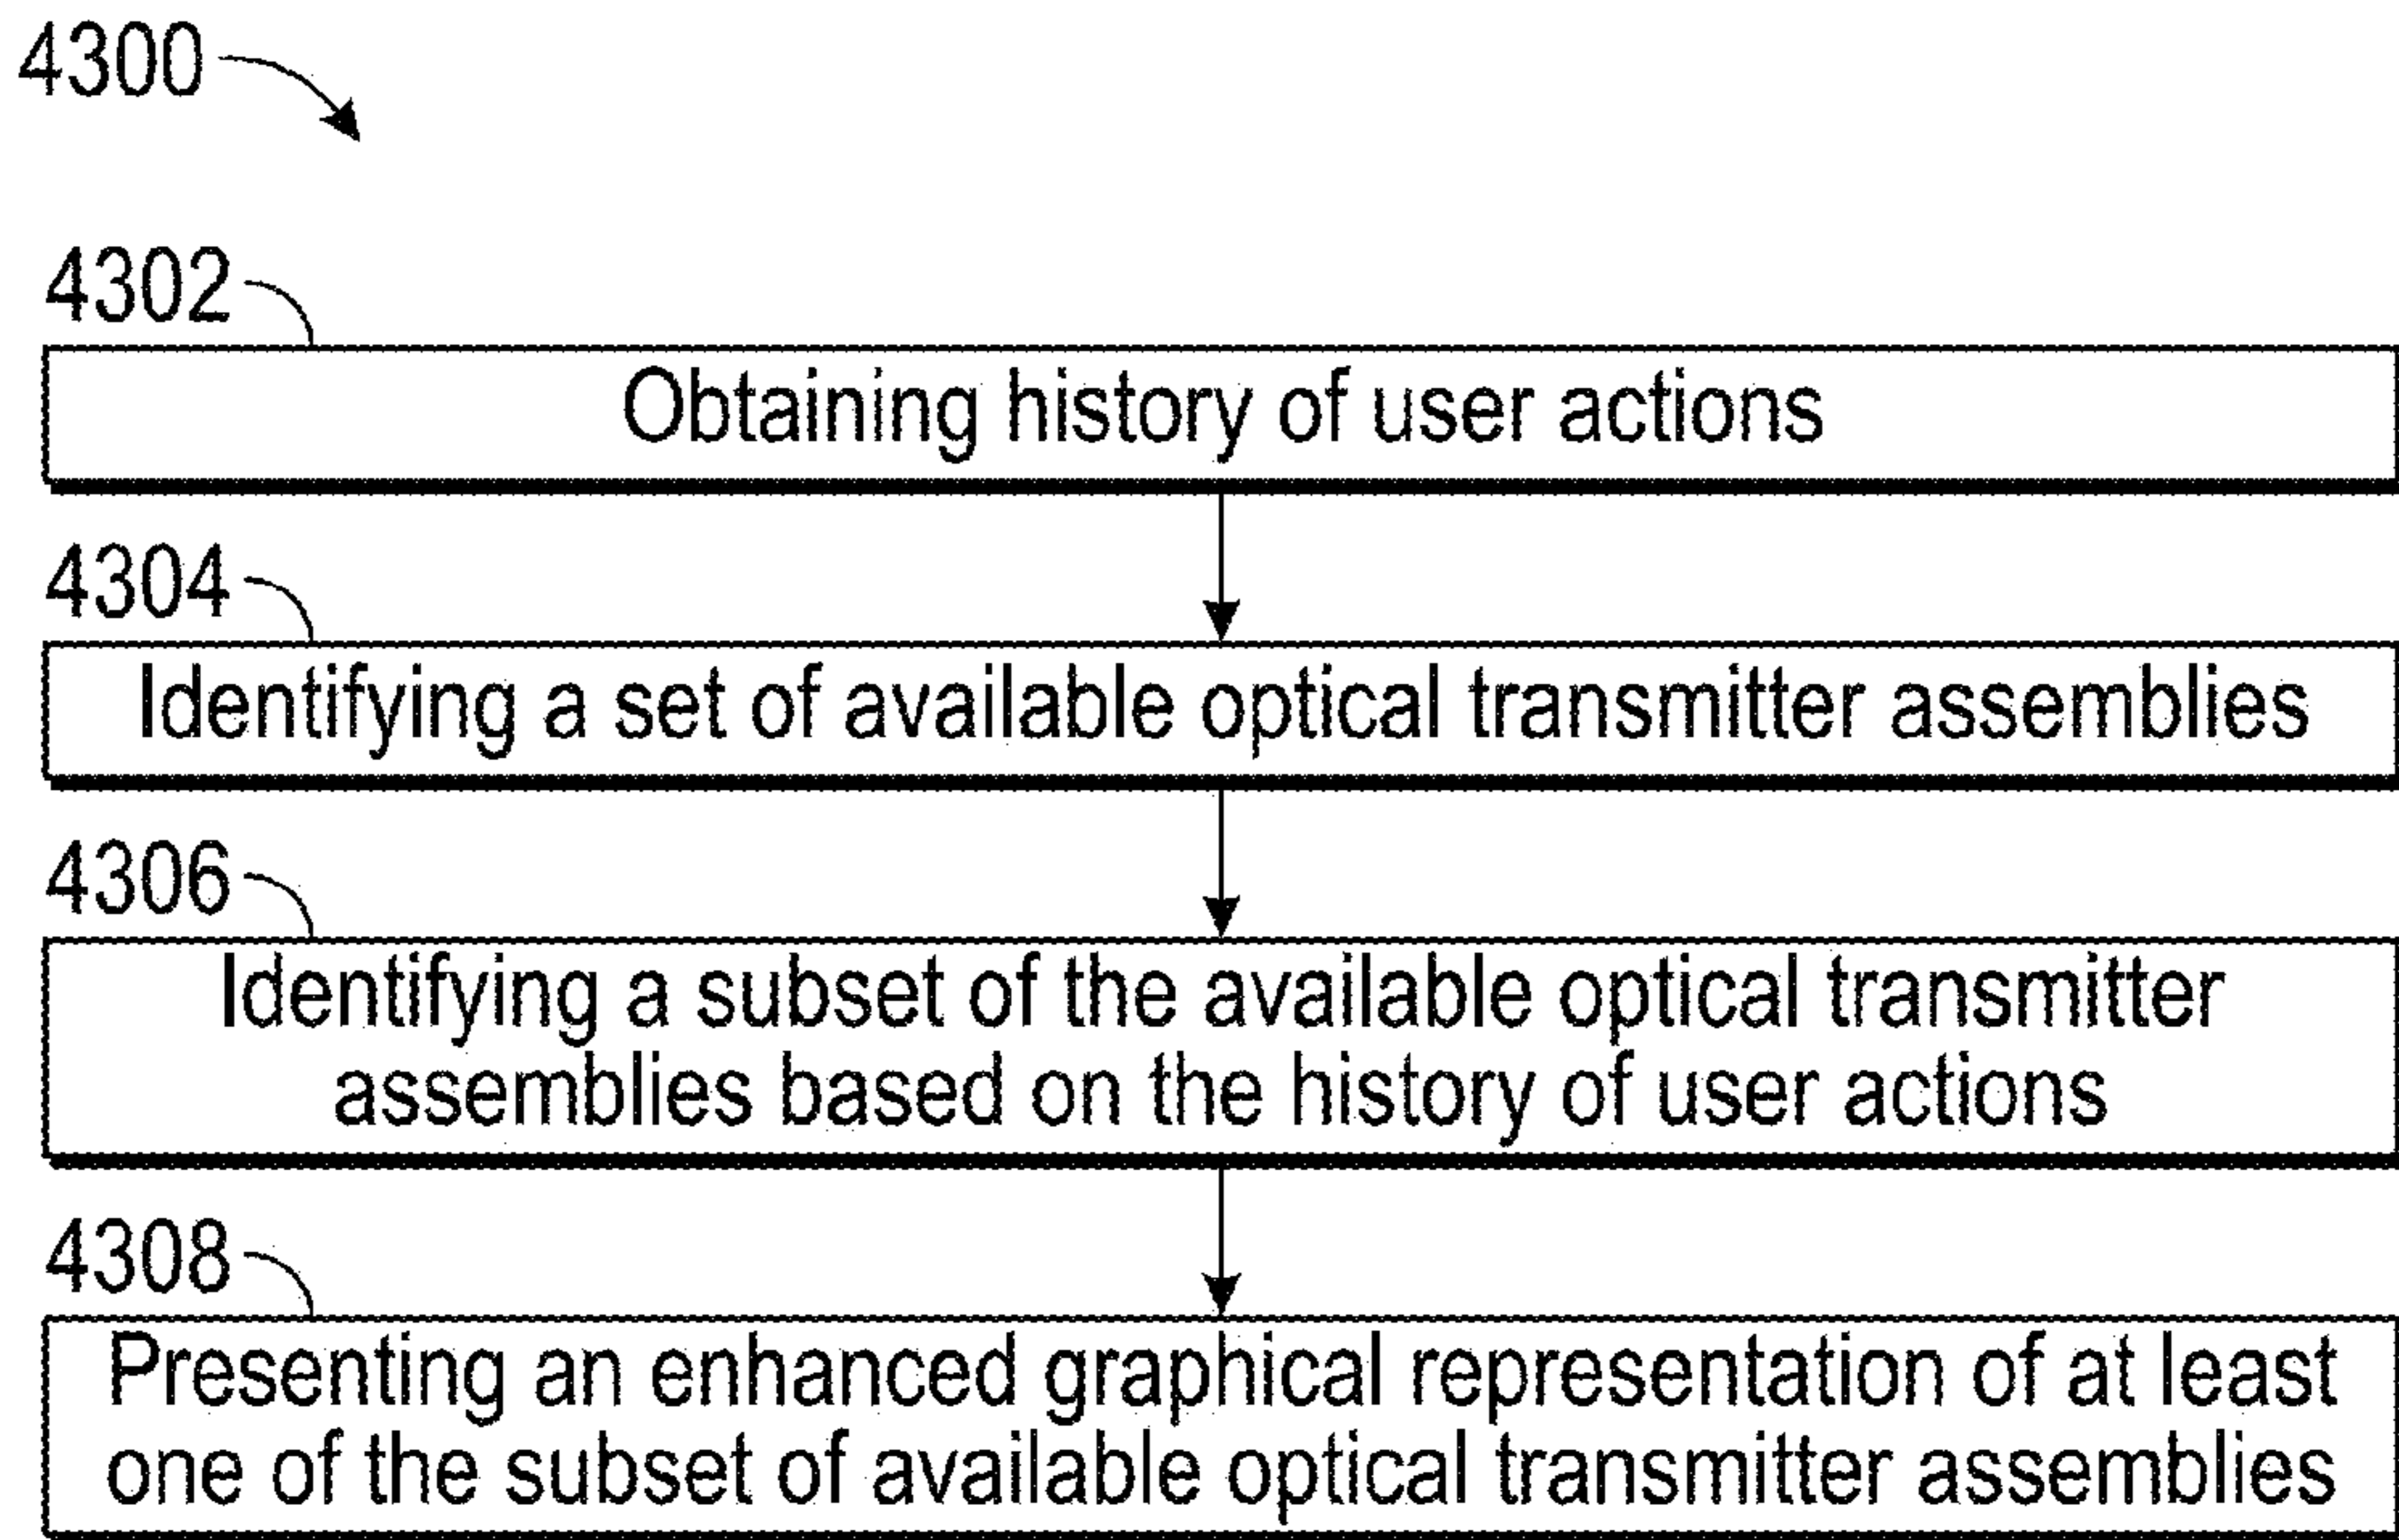 4300
4302
Obtaining history of user actions
4304
Identifying a set of available optical transmitter assemblies
4306
Identifying a subset of the available optical transmitter
assemblies based on the history of user actions
4308
Presenting an enhanced graphical representation of at least
one of the subset of available optical transmitter assemblies